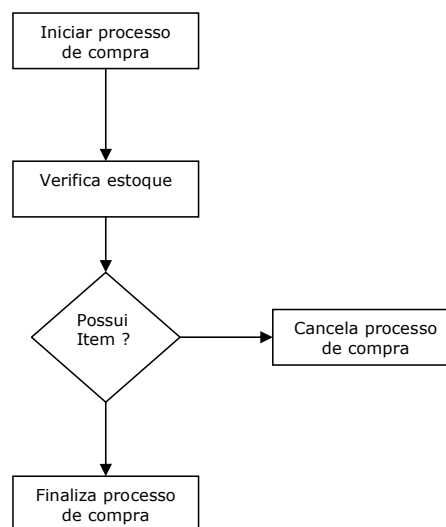 Iniciar processo
de compra
Verifica estoque
Possui
Item ?
Cancela processo
de compra
Finaliza processo
de compra